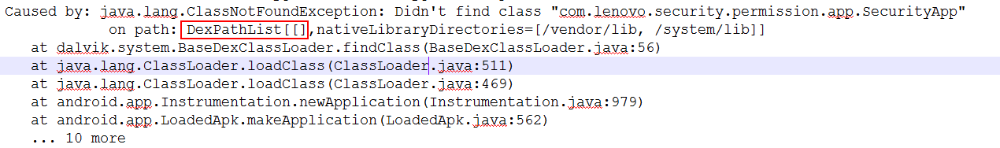 Caused by: java.lang.ClassNotFoundException: Didn't find class "com.lenovo.security.permission.app.SecurityApp"
on path: DexPathList[[],nativeLibraryDirectories=[/vendor/lib, /system/lib]]
at dalvik.system.BaseDexClassLoader.findClass(BaseDexClassLoader.java:56)
at java.lang.ClassLoader.loadClass(ClassLoader.java:511)
at java.lang.ClassLoader.loadClass(ClassLoader.java:469)
at android.app.Instrumentation.newApplication(Instrumentation.java:979)
at android.app.LoadedApk.makeApplication(LoadedApk.java:562)
... 10 more